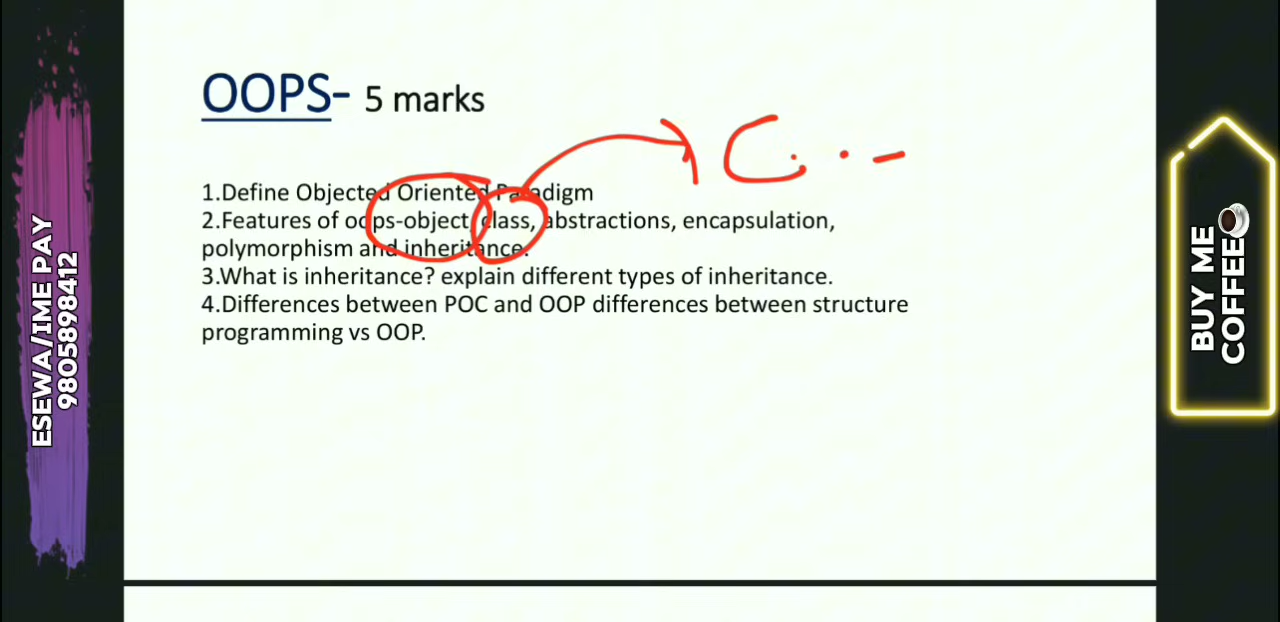 OOPS- 5 marks
1.Define Objected Oriented Paradigm
2.Features of oops-object, class, abstractions, encapsulation,
polymorphism and inheritance.
3.What is inheritance? explain different types of inheritance.
4.Differences between POC and OOP differences between structure
programming vs OOP.
ESEWA/IME PAY
9805898412
BUY ME
COFFEE